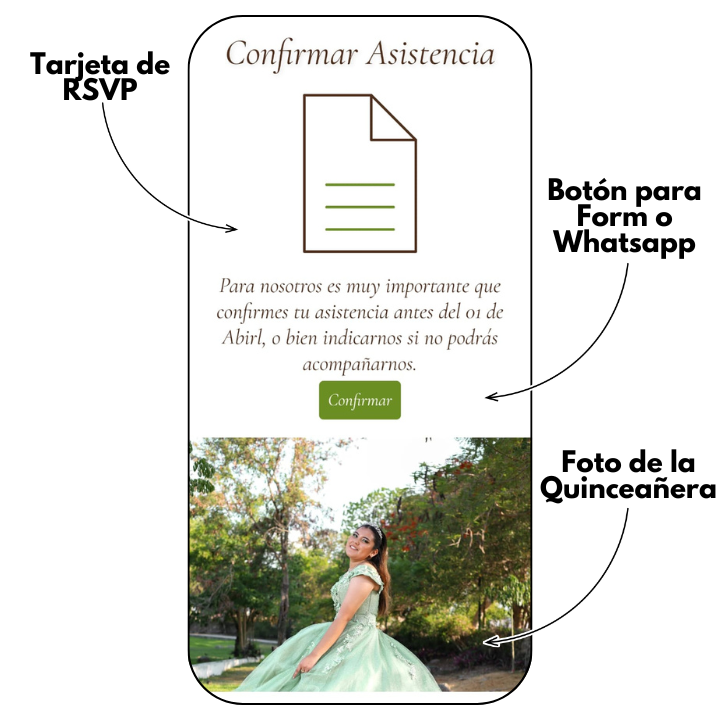 Confirmar Asistencia
Tarjeta de
RSVP
Botón para
Form o
Whatsapp
Para nosotros es muy importante que
confirmes tu asistencia antes del 01 de
Abirl, o bien indicarnos si no podrás
acompañarnos.
Confirmar
Foto de la
Quinceañera